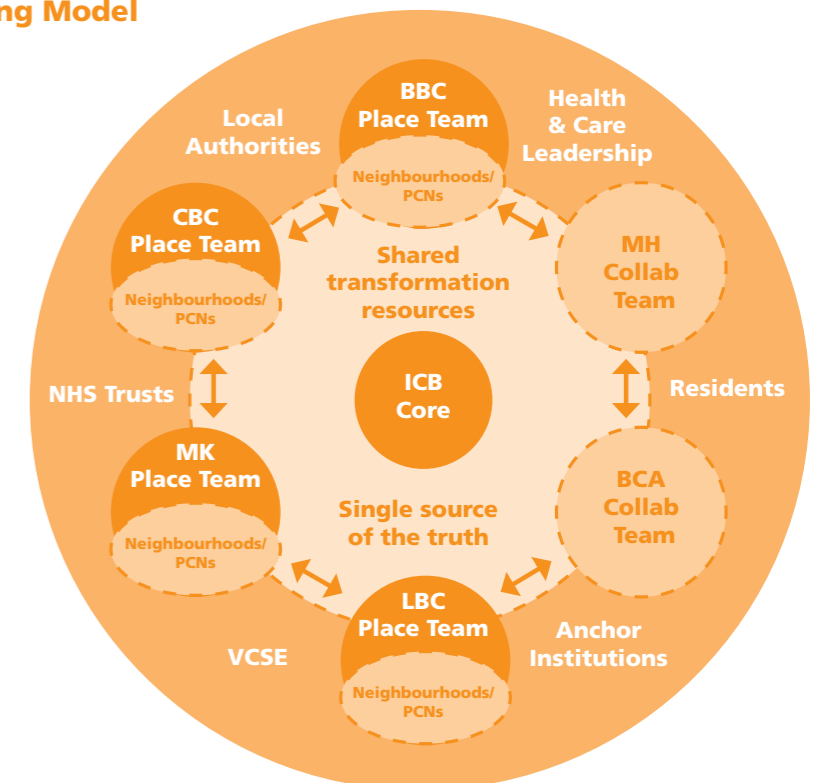 ng Model
BBC
Place Team
Neighbourhoods/
PCNs
Health
& Care
Leadership
Local
Authorities
CBC
Place Team
Neighbourhoods/
PCNs
MH
Collab
Team
Shared
transformation
resources
NHS Trusts
ICB
Core
Residents
MK
Place Team
Neighbourhoods/
PCNs
BCA
Collab
Team
Single source
of the truth
LBC
Place Team
Neighbourhoods/
PCNs
VCSE
Anchor
Institutions